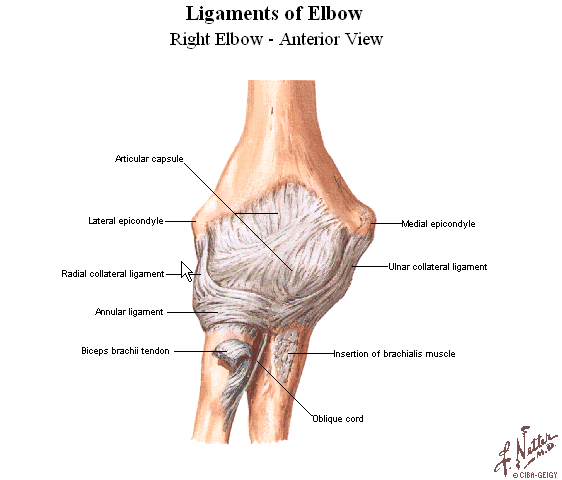 Ligaments of Elbow
Right Elbow - Anterior View
Articular capsule
Lateral epicondyle
Medial epicondyle
Radial collateral ligament
Ulnar collateral ligament
Annular ligament
Biceps brachii tendon
Insertion of brachialis muscle
Oblique cord
F. Netter
M.D.
© CIBA-GEIGY